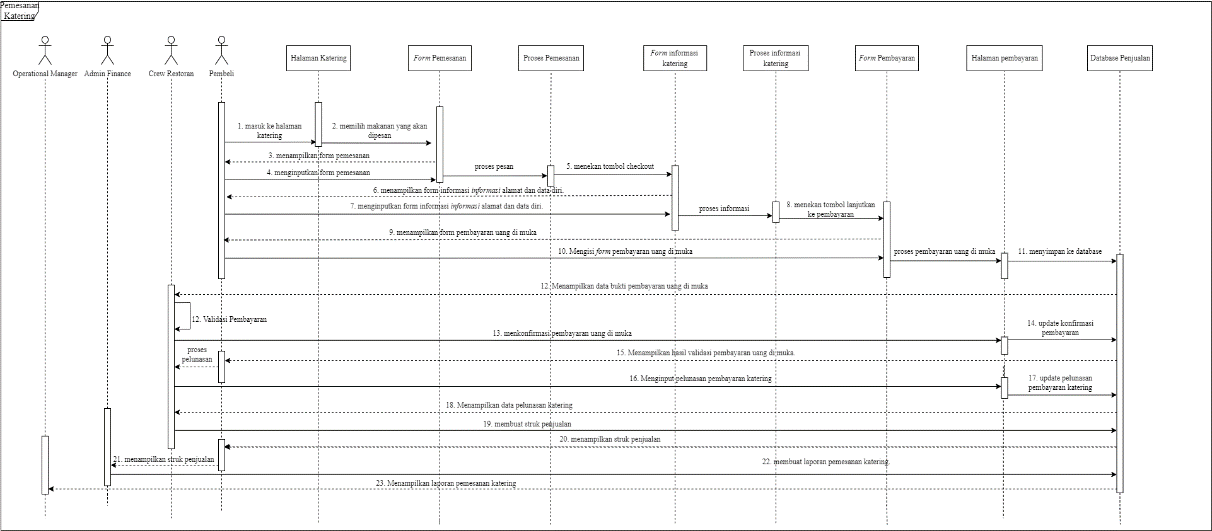 Pemesanan
Katering
Operational Manager
Admin Finance
Crew Restoran
Pembeli
Halaman Katering
Form Pemesanan
Proses Pemesanan
Form informasi
katering
Proses informasi
katering
Form Pembayaran
Halaman pembayaran
Database Penjualan
1. masuk ke halaman
katering
2. memilih makanan yang akan
dipesan
3. menampilkan form pemesanan
4. menginputkan form pemesanan
proses pesan
5. menekan tombol checkout
6. menampilkan form informasi informasi alamat dan data diri.
7. menginputkan form informasi informasi alamat dan data diri.
proses informasi
8. menekan tombol lanjutkan
ke pembayaran
9. menampilkan form pembayaran uang di muka
10. Mengisi form pembayaran uang di muka
proses pembayaran uang di muka
11. menyimpan ke database
12. Menampilkan data bukti pembayaran uang di muka
12. Validasi Pembayaran
13. menkonfirmasi pembayaran uang di muka
14. update konfirmasi
pembayaran
proses
pelunasan
15. Menampilkan hasil validasi pembayaran uang di muka.
16. Menginput pelunasan pembayaran katering
17. update pelunasan
pembayaran katering
18. Menampilkan data pelunasan katering
19. membuat struk penjualan
20. menampilkan struk penjualan
21. menampilkan struk penjualan
22. membuat laporan pemesanan katering.
23. Menampilkan laporan pemesanan katering